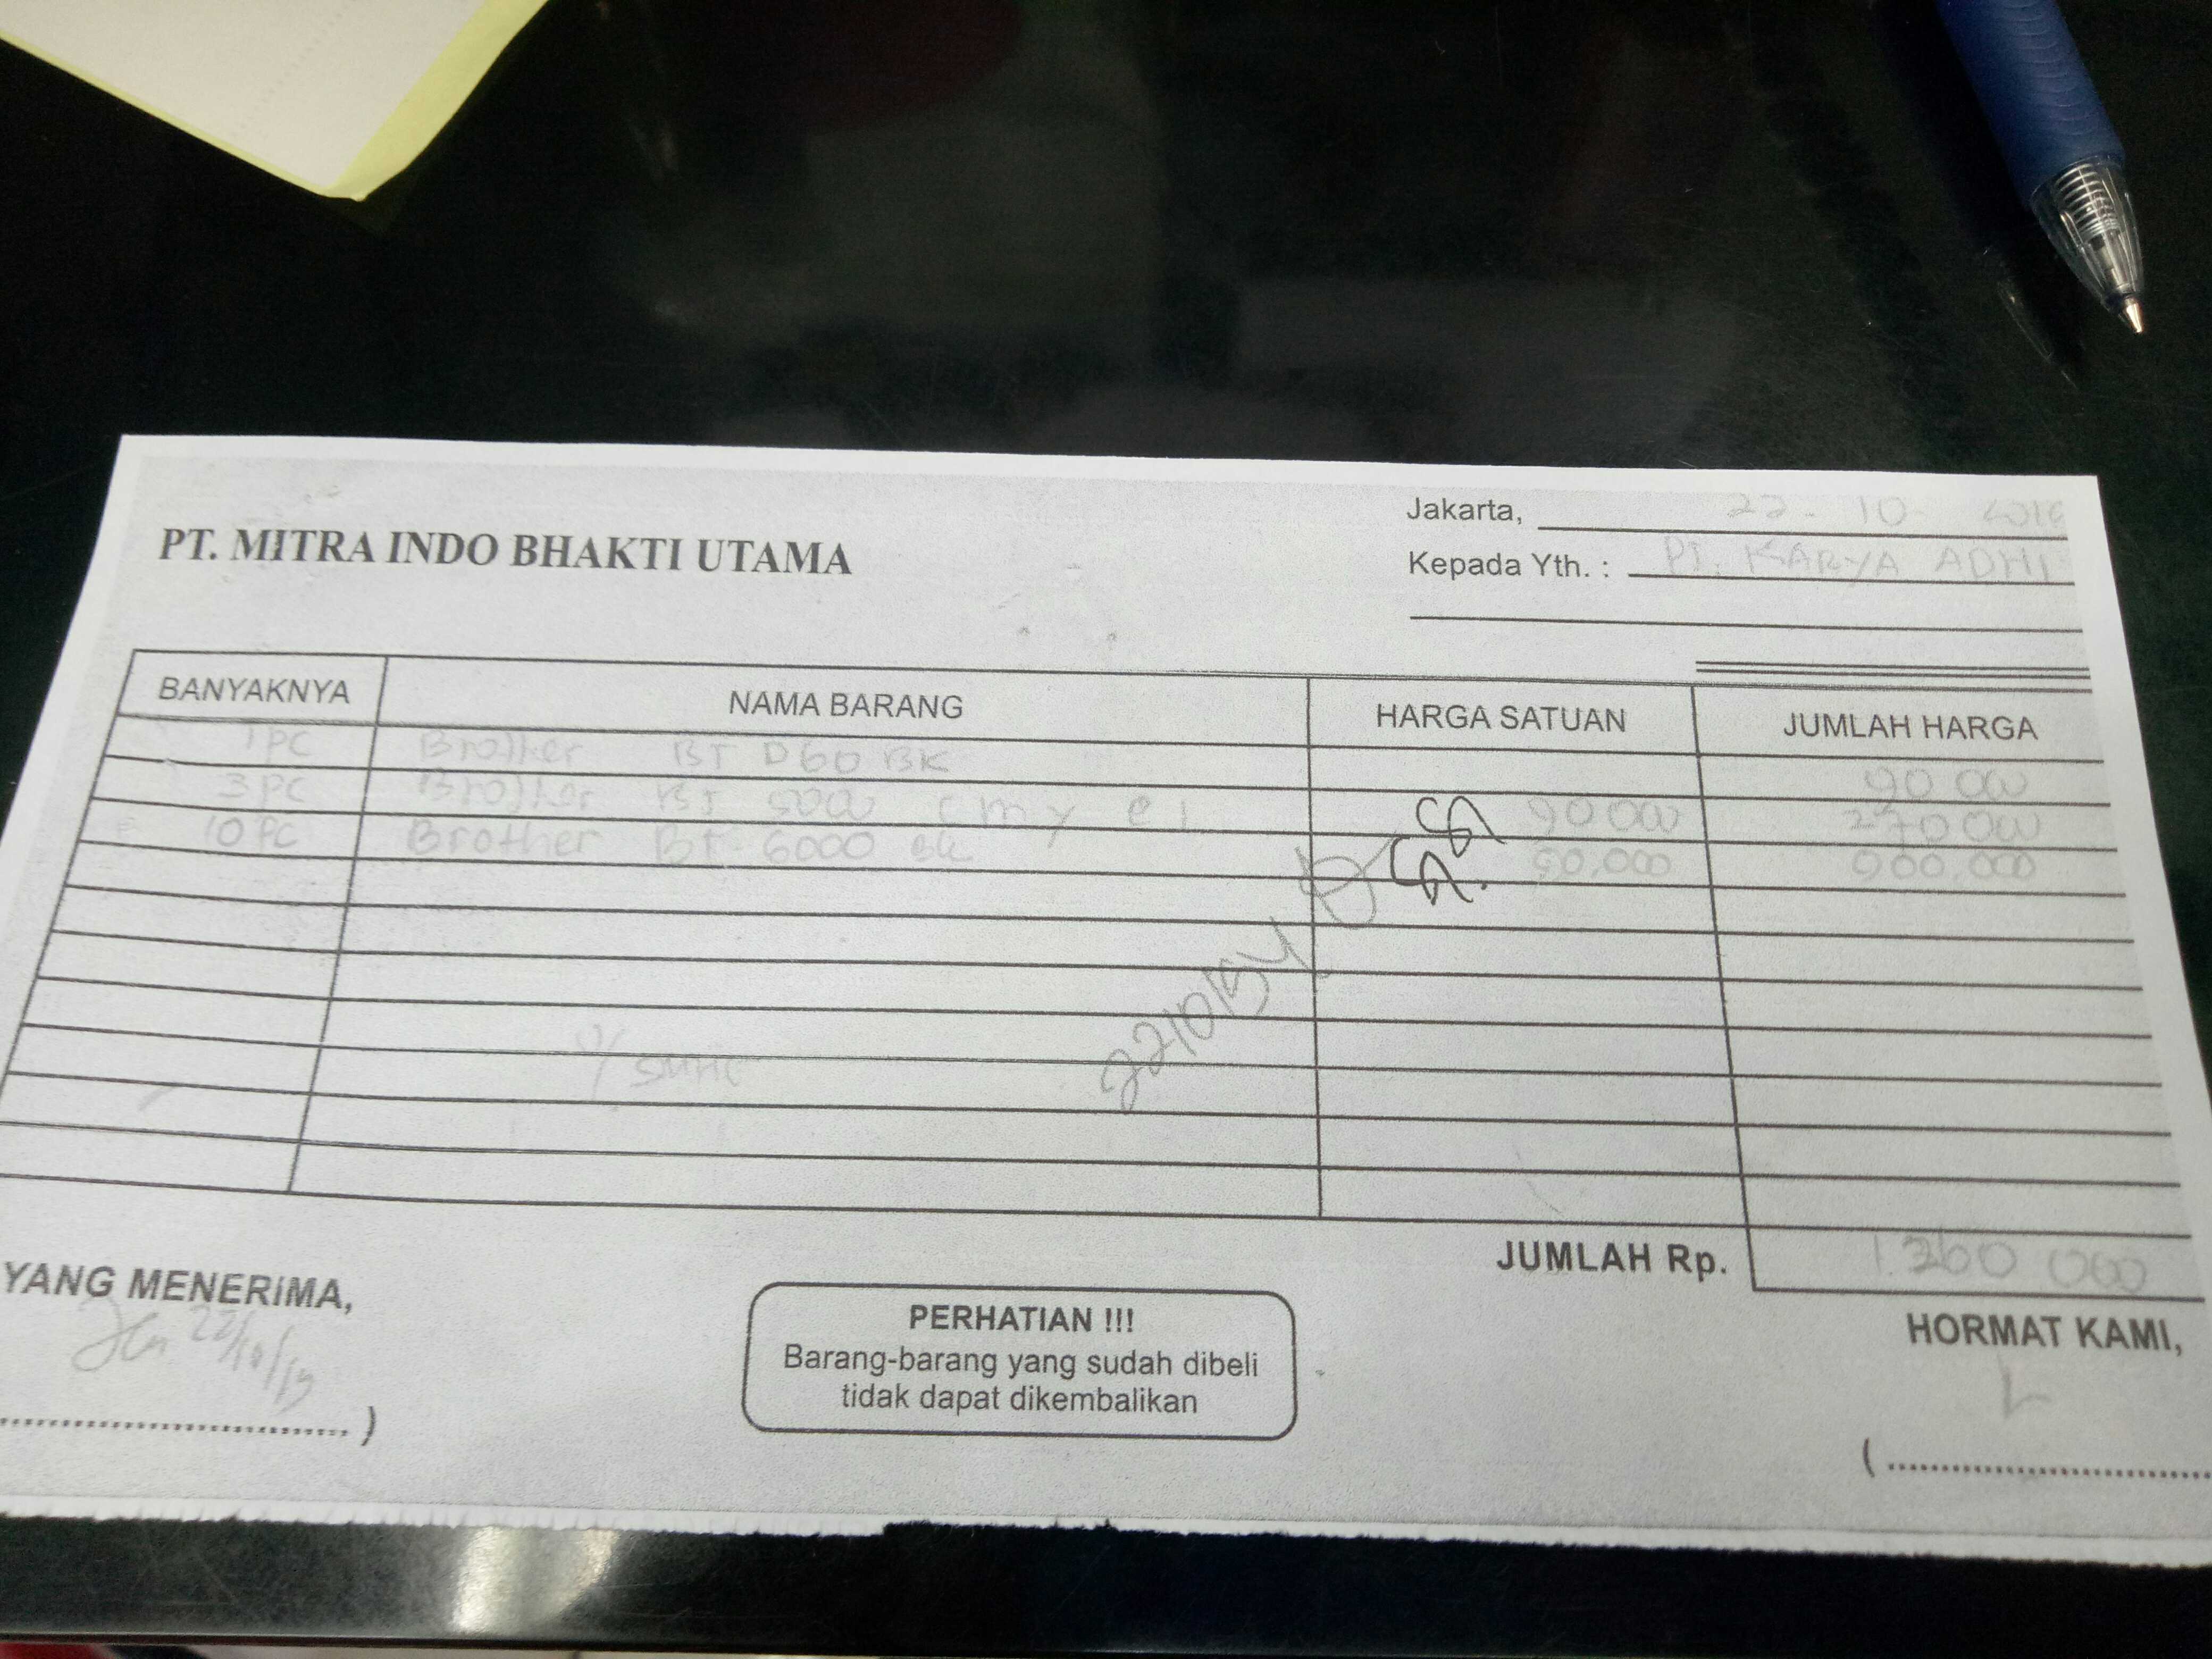 PT. MITRA INDO BHAKTI UTAMA
Jakarta, 22 - 10
Kepada Yth. : PT. KARYA ADHI
BANYAKNYA NAMA BARANG HARGA SATUAN JUMLAH HARGA
1 PC Brother BT D60 BK 90 000
3 PC Brother BT 5000 C M Y 90 000 270 000
10 PC Brother BT 6000 BK 90.000 900.000
JUMLAH Rp. 1.260 000
YANG MENERIMA,
22/10/19
PERHATIAN !!!
Barang-barang yang sudah dibeli
tidak dapat dikembalikan
HORMAT KAMI,